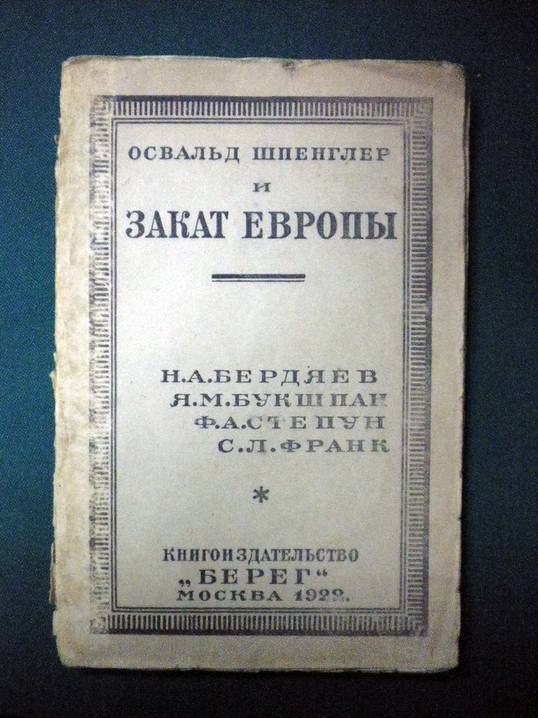 ОСВАЛЬД ШПЕНГЛЕР
И
ЗАКАТ ЕВРОПЫ
Н.А.БЕРДЯЕВ
Я.М.БУКШПАН
Ф.А.СТЕПУН
С.Л.ФРАНК
*
КНИГОИЗДАТЕЛЬСТВО
„БЕРЕГ“
МОСКВА 1922.